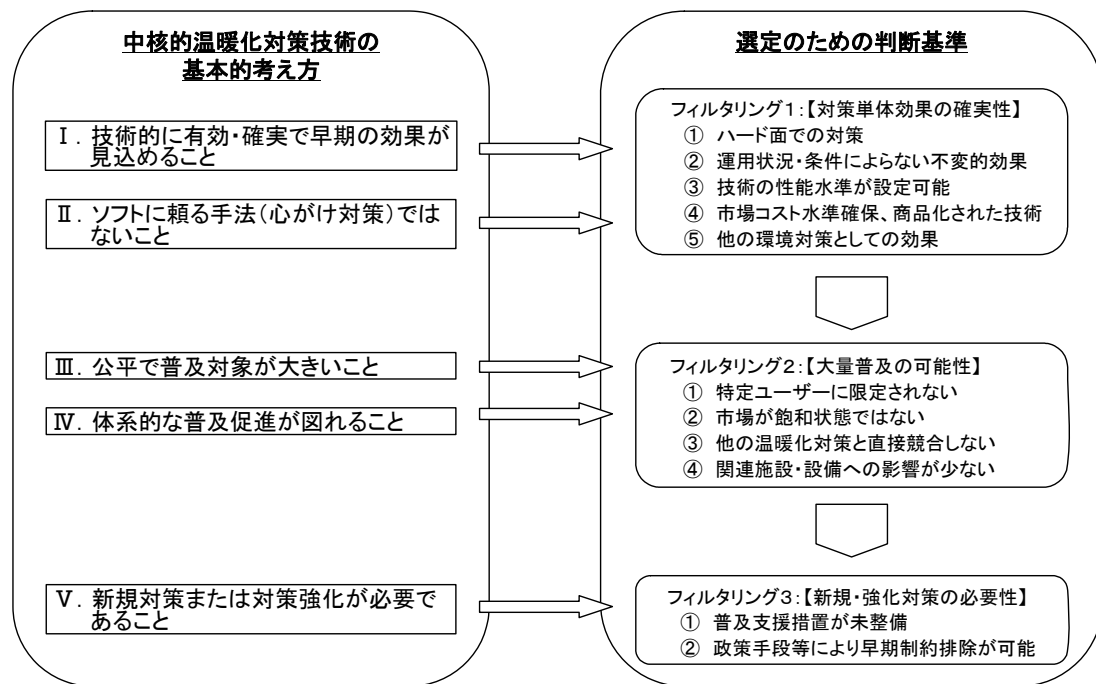 中核的温暖化対策技術の
基本的考え方
Ⅰ．技術的に有効・確実で早期の効果が
見込めること
Ⅱ．ソフトに頼る手法（心がけ対策）では
ないこと
Ⅲ．公平で普及対象が大きいこと
Ⅳ．体系的な普及促進が図れること
Ⅴ．新規対策または対策強化が必要で
あること
選定のための判断基準
フィルタリング１：【対策単体効果の確実性】
① ハード面での対策
② 運用状況・条件によらない不変的効果
③ 技術の性能水準が設定可能
④ 市場コスト水準確保、商品化された技術
⑤ 他の環境対策としての効果
フィルタリング２：【大量普及の可能性】
① 特定ユーザーに限定されない
② 市場が飽和状態ではない
③ 他の温暖化対策と直接競合しない
④ 関連施設・設備への影響が少ない
フィルタリング３：【新規・強化対策の必要性】
① 普及支援措置が未整備
② 政策手段等により早期制約排除が可能